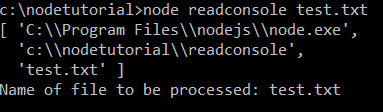 c:\nodetutorial>node readconsole test.txt
[ 'C:\\Program Files\\nodejs\\node.exe',
  'c:\\nodetutorial\\readconsole',
  'test.txt' ]
Name of file to be processed: test.txt